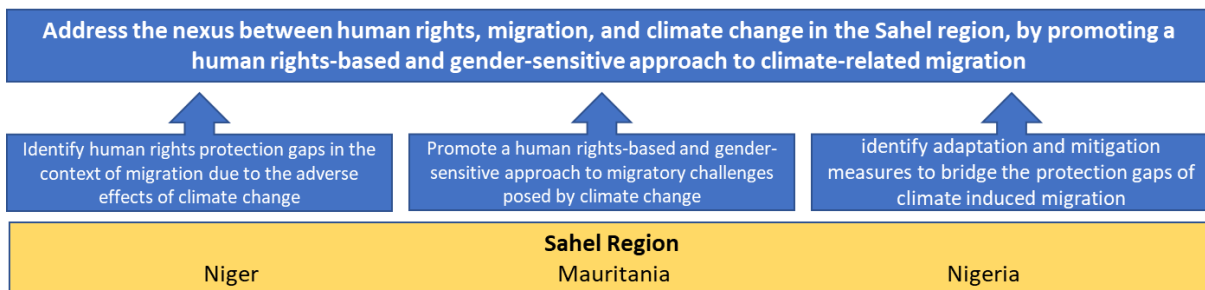 Address the nexus between human rights, migration, and climate change in the Sahel region, by promoting a
human rights-based and gender-sensitive approach to climate-related migration
Identify human rights protection gaps in the
context of migration due to the adverse
effects of climate change
Promote a human rights-based and gender-
sensitive approach to migratory challenges
posed by climate change
identify adaptation and mitigation
measures to bridge the protection gaps of
climate induced migration
Sahel Region
Niger
Mauritania
Nigeria